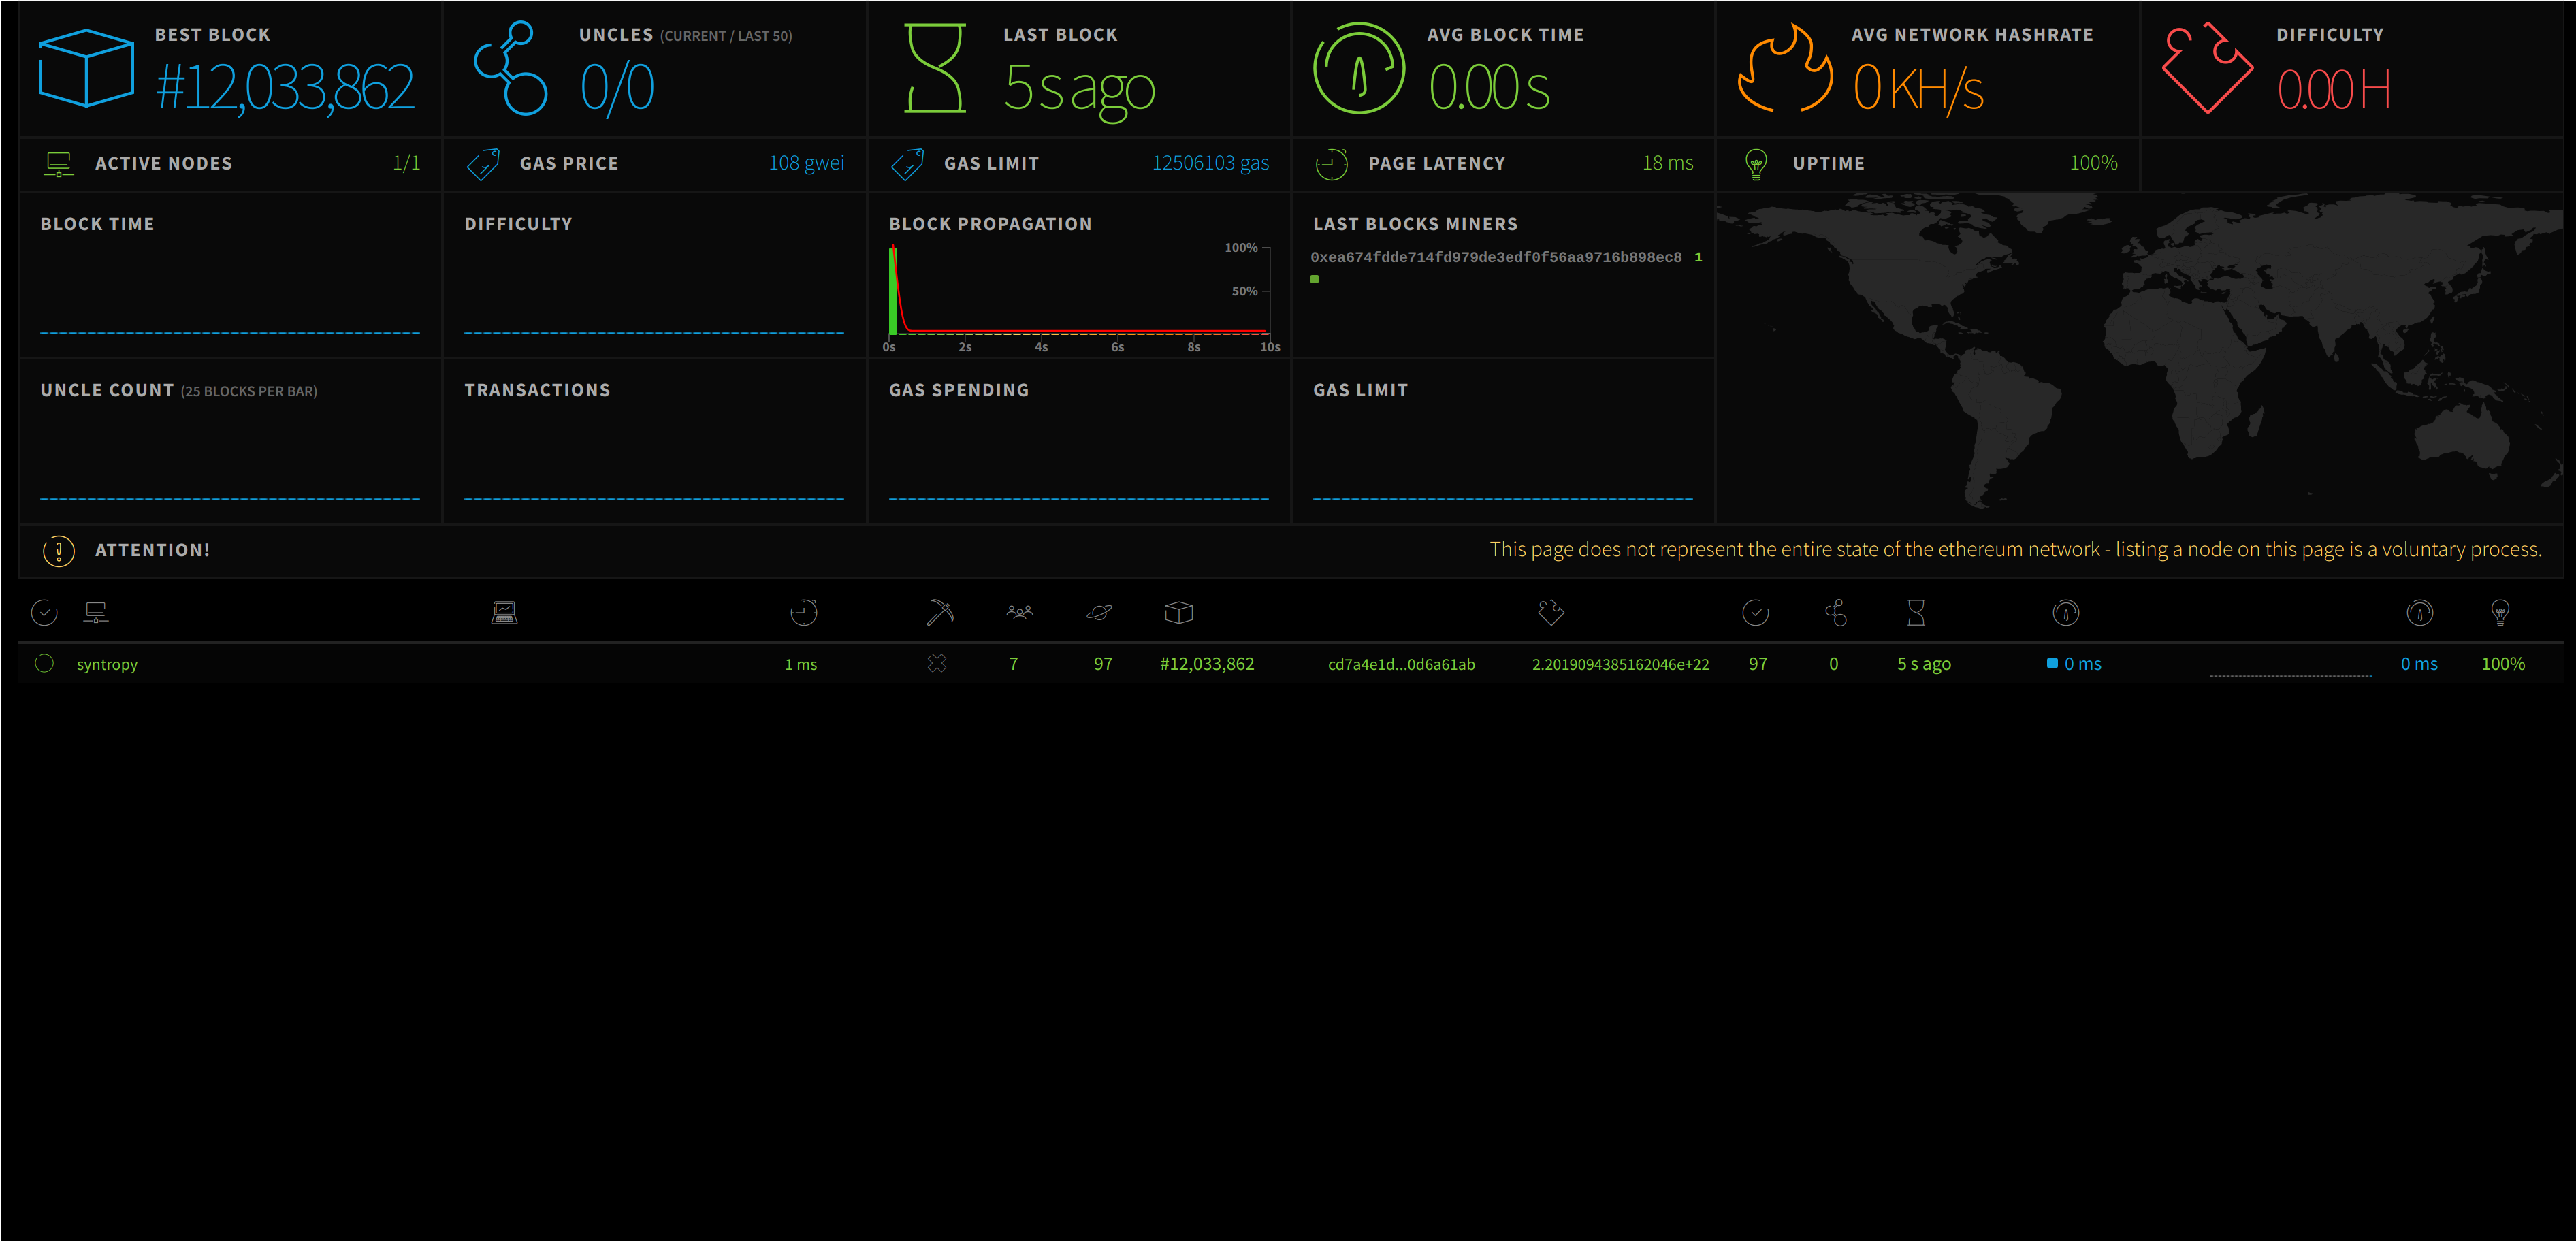 BEST BLOCK
#12,033,862
UNCLES (CURRENT / LAST 50)
0/0
LAST BLOCK
5 s ago
AVG BLOCK TIME
0.00 s
AVG NETWORK HASHRATE
0 KH/s
DIFFICULTY
0.00 H
ACTIVE NODES 1/1
GAS PRICE 108 gwei
GAS LIMIT 12506103 gas
PAGE LATENCY 18 ms
UPTIME 100%
BLOCK TIME
DIFFICULTY
BLOCK PROPAGATION
100%
50%
0s 2s 4s 6s 8s 10s
LAST BLOCKS MINERS
0xea674fdde714fd979de3edf0f56aa9716b898ec8 1
UNCLE COUNT (25 BLOCKS PER BAR)
TRANSACTIONS
GAS SPENDING
GAS LIMIT
ATTENTION! This page does not represent the entire state of the ethereum network - listing a node on this page is a voluntary process.
syntropy 1 ms 7 97 #12,033,862 cd7a4e1d...0d6a61ab 2.2019094385162046e+22 97 0 5 s ago 0 ms 0 ms 100%